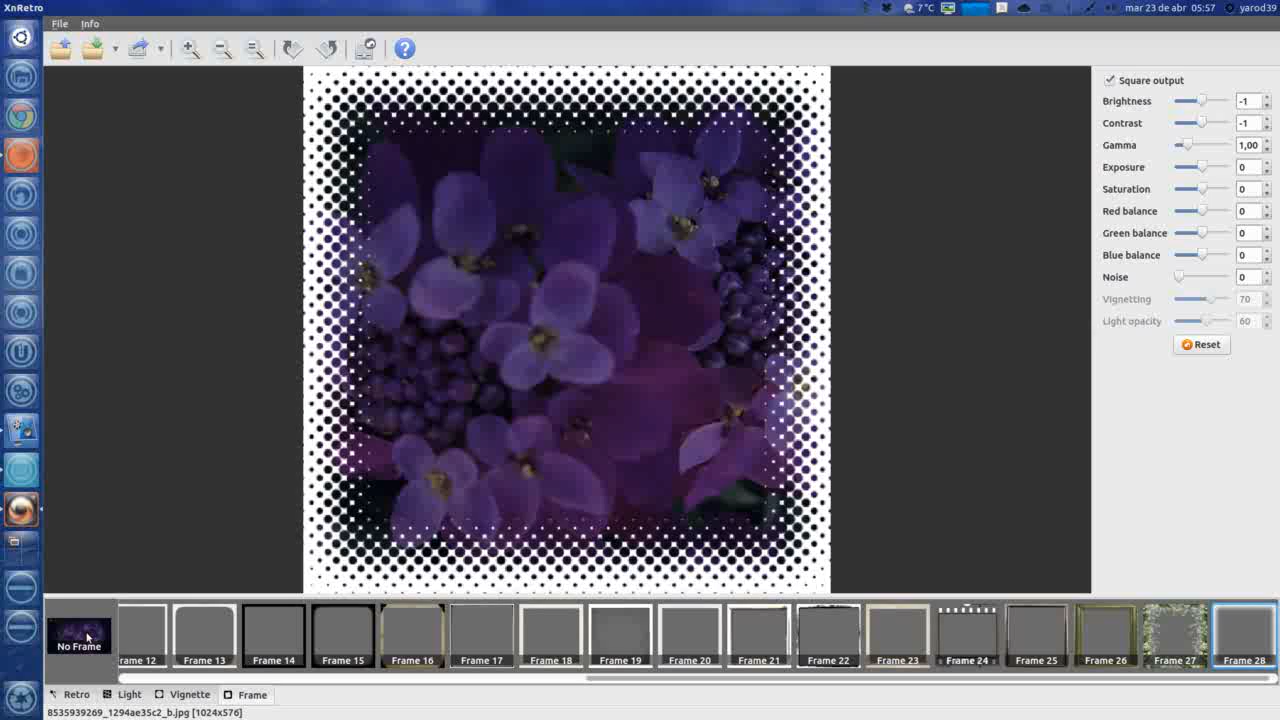 XnRetro
7 °C
mar 23 de abr
05:57
yarod39
File
Info
Square output
Brightness -1
Contrast -1
Gamma 1,00
Exposure 0
Saturation 0
Red balance 0
Green balance 0
Blue balance 0
Noise 0
Vignetting 70
Light opacity 60
Reset
No Frame
rame 12
Frame 13
Frame 14
Frame 15
Frame 16
Frame 17
Frame 18
Frame 19
Frame 20
Frame 21
Frame 22
Frame 23
Frame 24
Frame 25
Frame 26
Frame 27
Frame 28
Retro
Light
Vignette
Frame
8535939269_1294ae35c2_b.jpg [1024x576]